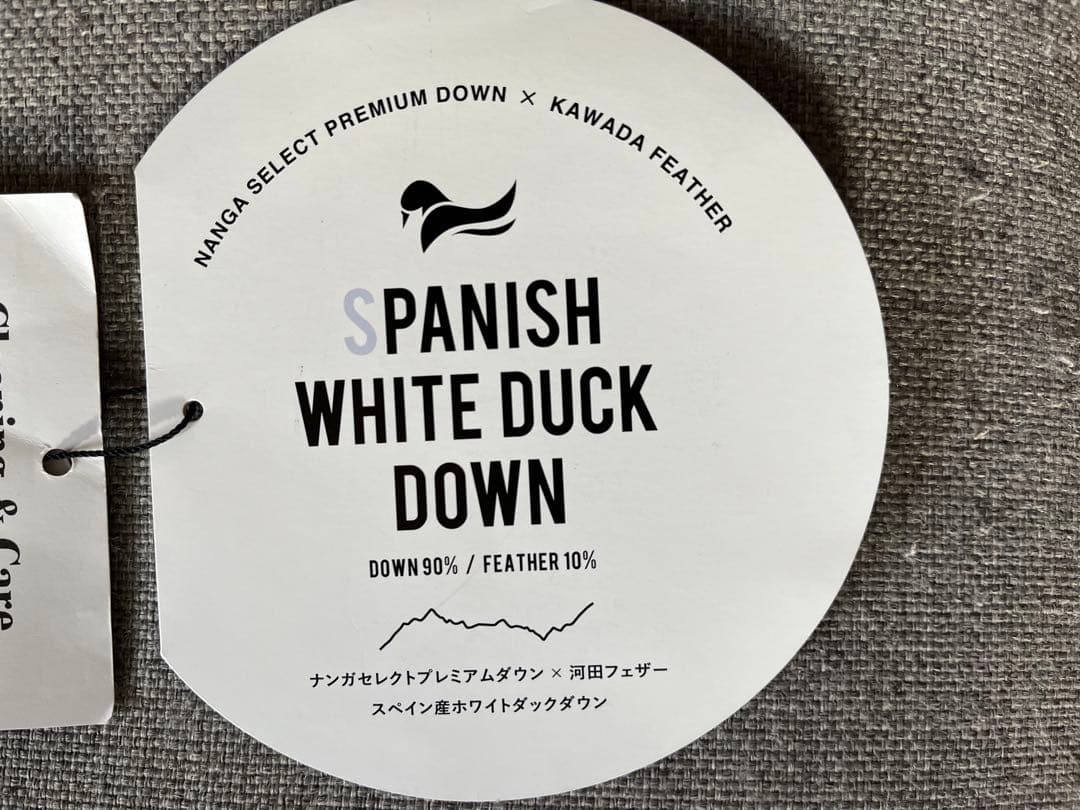 NANGA SELECT PREMIUM DOWN × KAWADA FEATHER
SPANISH
WHITE DUCK
DOWN
DOWN 90% / FEATHER 10%
ナンガセレクトプレミアムダウン × 河田フェザー
スペイン産ホワイトダックダウン
& Care